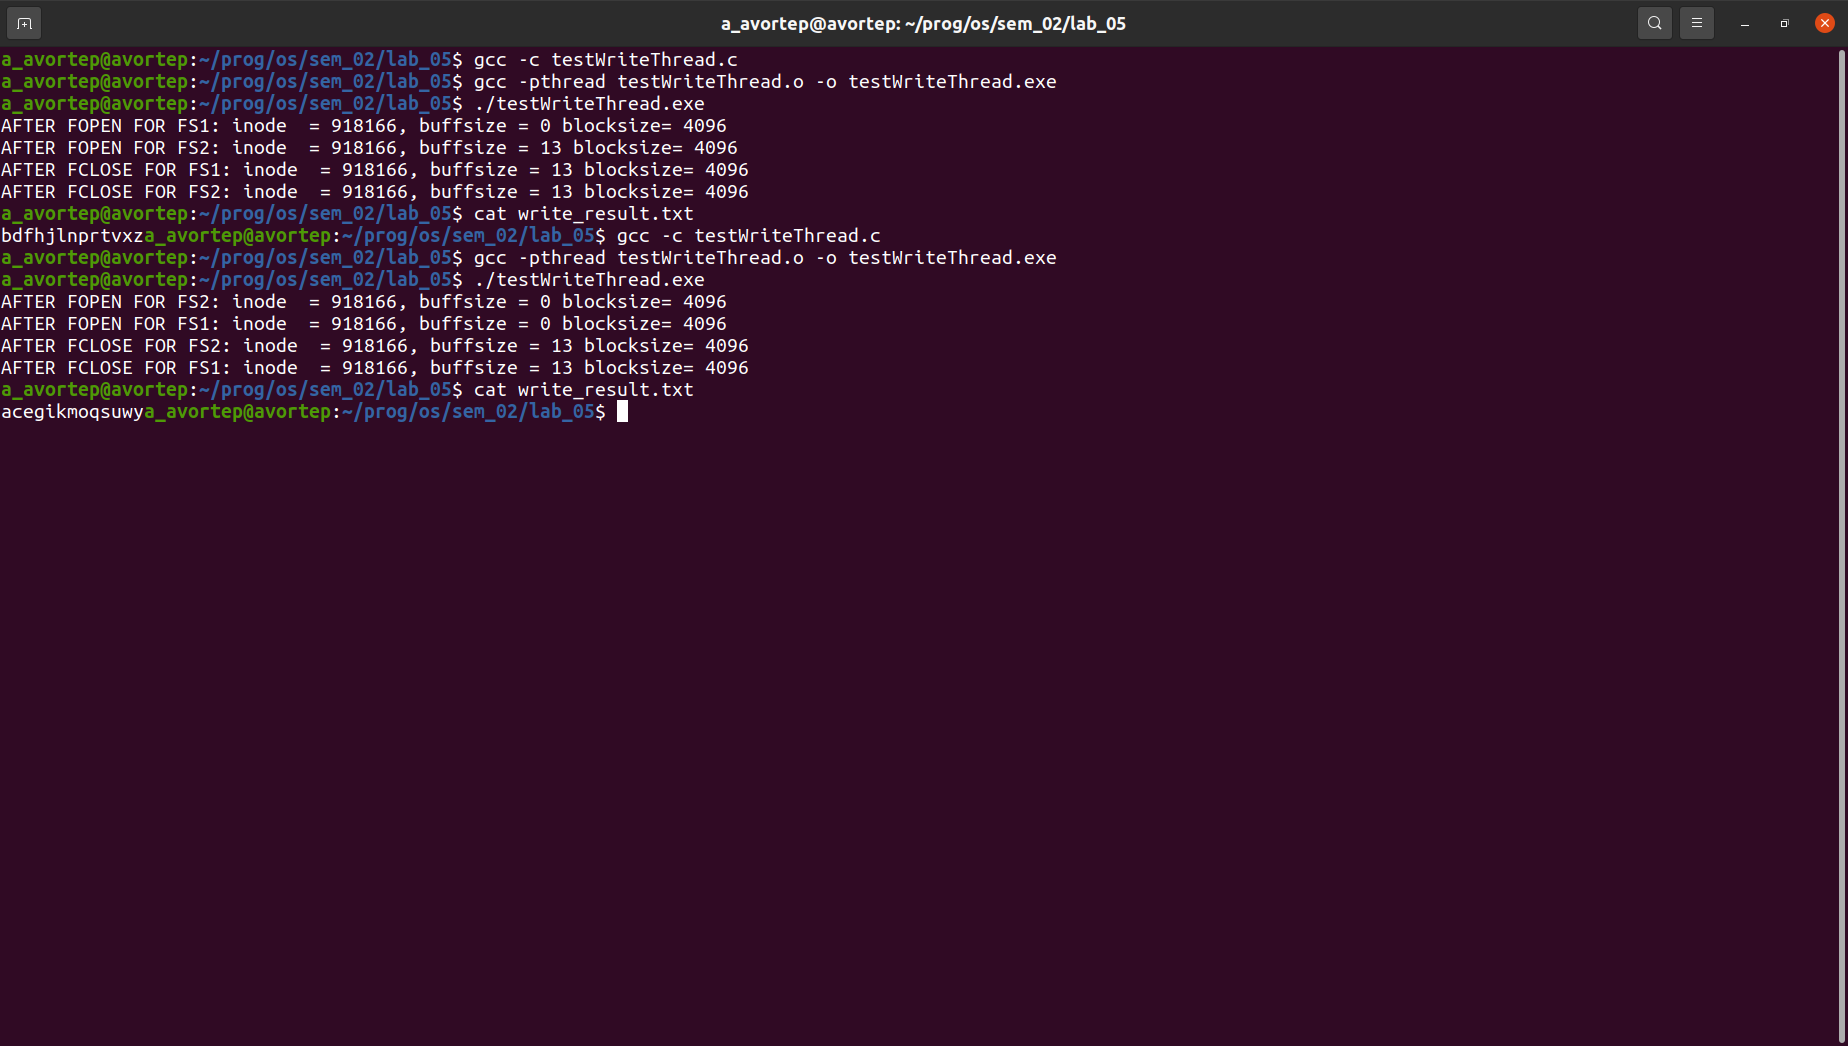 a_avortep@avortep: ~/prog/os/sem_02/lab_05
a_avortep@avortep:~/prog/os/sem_02/lab_05$ gcc -c testWriteThread.c
a_avortep@avortep:~/prog/os/sem_02/lab_05$ gcc -pthread testWriteThread.o -o testWriteThread.exe
a_avortep@avortep:~/prog/os/sem_02/lab_05$ ./testWriteThread.exe
AFTER FOPEN FOR FS1: inode  = 918166, buffsize = 0 blocksize= 4096
AFTER FOPEN FOR FS2: inode  = 918166, buffsize = 13 blocksize= 4096
AFTER FCLOSE FOR FS1: inode  = 918166, buffsize = 13 blocksize= 4096
AFTER FCLOSE FOR FS2: inode  = 918166, buffsize = 13 blocksize= 4096
a_avortep@avortep:~/prog/os/sem_02/lab_05$ cat write_result.txt
bdfhjlnprtvxza_avortep@avortep:~/prog/os/sem_02/lab_05$ gcc -c testWriteThread.c
a_avortep@avortep:~/prog/os/sem_02/lab_05$ gcc -pthread testWriteThread.o -o testWriteThread.exe
a_avortep@avortep:~/prog/os/sem_02/lab_05$ ./testWriteThread.exe
AFTER FOPEN FOR FS2: inode  = 918166, buffsize = 0 blocksize= 4096
AFTER FOPEN FOR FS1: inode  = 918166, buffsize = 0 blocksize= 4096
AFTER FCLOSE FOR FS2: inode  = 918166, buffsize = 13 blocksize= 4096
AFTER FCLOSE FOR FS1: inode  = 918166, buffsize = 13 blocksize= 4096
a_avortep@avortep:~/prog/os/sem_02/lab_05$ cat write_result.txt
acegikmoqsuwya_avortep@avortep:~/prog/os/sem_02/lab_05$